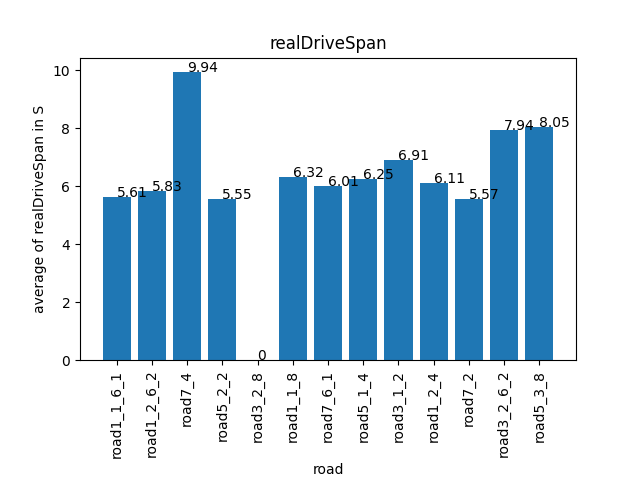 realDriveSpan
average of realDriveSpan in S
10
8
6
4
2
0
5.61
5.83
9.94
5.55
0
6.32
6.01
6.25
6.91
6.11
5.57
7.94
8.05
road1_1_6_1
road1_2_6_2
road7_4
road5_2_2
road3_2_8
road1_1_8
road7_6_1
road5_1_4
road3_1_2
road1_2_4
road7_2
road3_2_6_2
road5_3_8
road